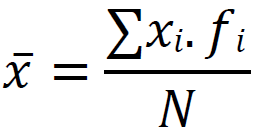 x̄ = ∑xᵢ.fᵢ / N